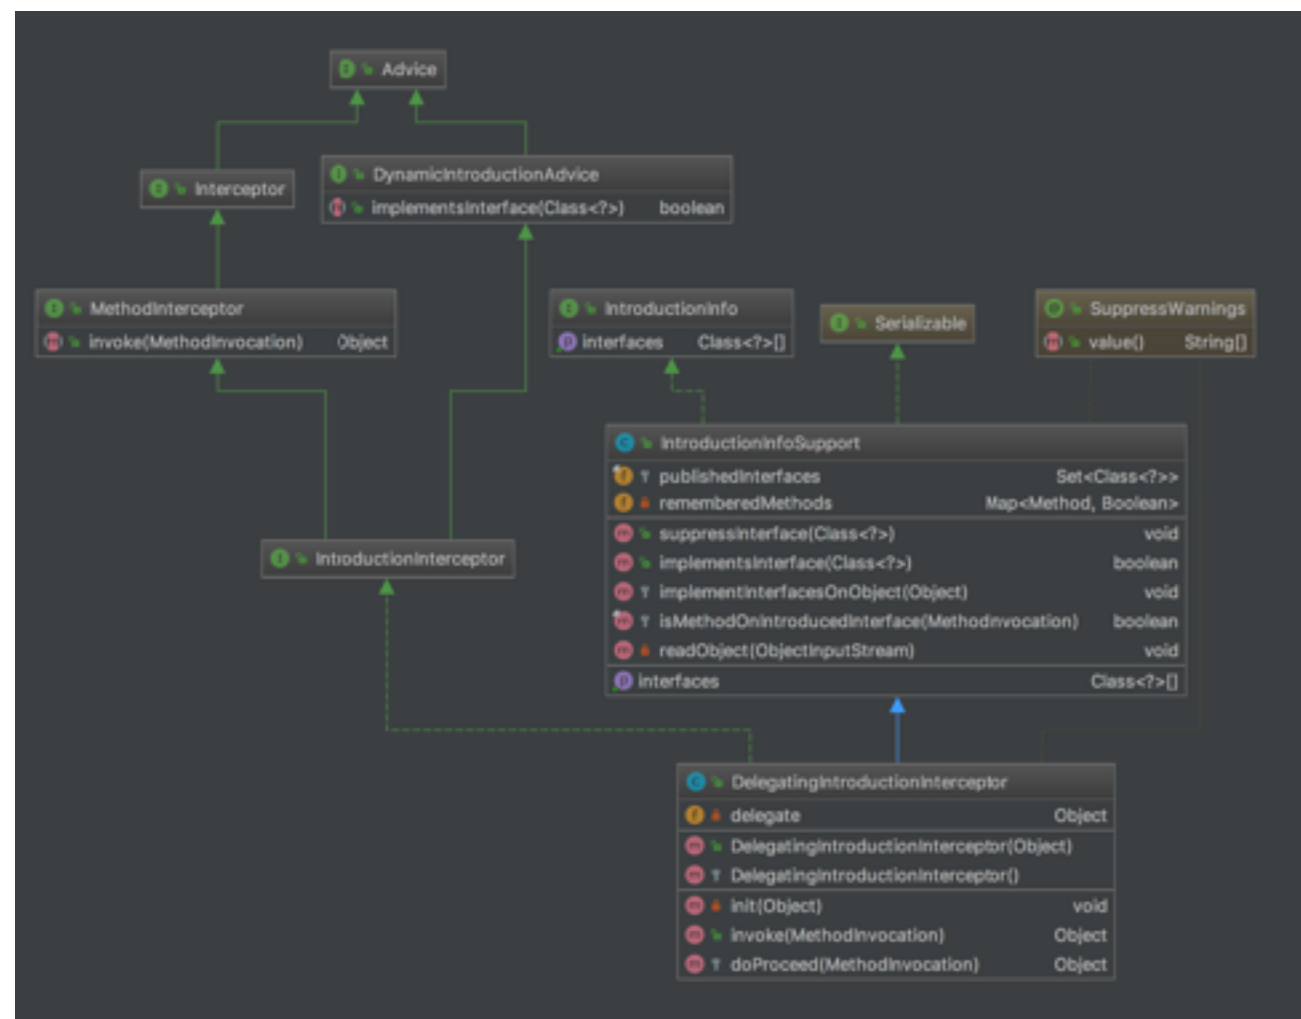 Advice
Interceptor
DynamicIntroductionAdvice
implementsInterface(Class<?>) boolean
MethodInterceptor
invoke(MethodInvocation) Object
IntroductionInfo
interfaces Class<?>[]
Serializable
SuppressWarnings
value() String[]
IntroductionInfoSupport
publishedInterfaces Set<Class<?>>
rememberedMethods Map<Method, Boolean>
suppressInterface(Class<?>) void
implementsInterface(Class<?>) boolean
implementInterfacesOnObject(Object) void
isMethodOnIntroducedInterface(MethodInvocation) boolean
readObject(ObjectInputStream) void
interfaces Class<?>[]
IntroductionInterceptor
DelegatingIntroductionInterceptor
delegate Object
DelegatingIntroductionInterceptor(Object)
DelegatingIntroductionInterceptor()
init(Object) void
invoke(MethodInvocation) Object
doProceed(MethodInvocation) Object